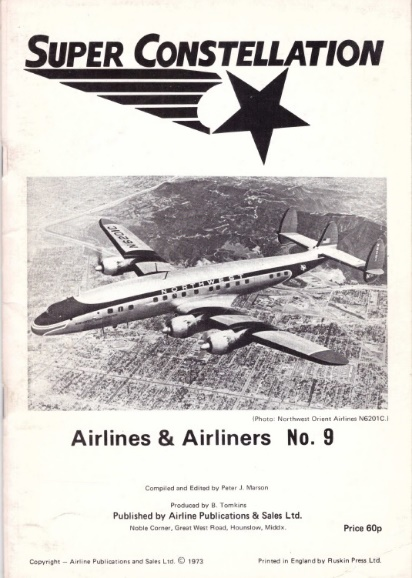 SUPER CONSTELLATION
N6201C
NORTHWEST
(Photo: Northwest Orient Airlines N6201C.)
Airlines & Airliners No. 9
Compiled and Edited by Peter J. Marson
Produced by B. Tomkins
Published by Airline Publications & Sales Ltd.
Noble Corner, Great West Road, Hounslow, Middx.
Price 60p
Copyright — Airline Publications and Sales Ltd. © 1973
Printed in England by Ruskin Press Ltd.